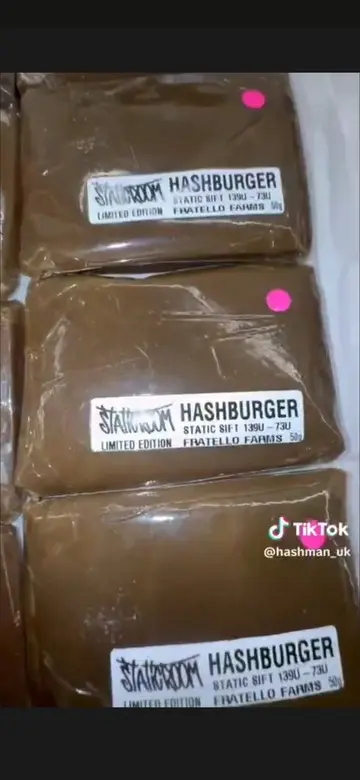 STATICROOM HASHBURGER
STATIC SIFT 139U - 73U
LIMITED EDITION FRATELLO FARMS 50g
STATICROOM HASHBURGER
STATIC SIFT 139U - 73U
LIMITED EDITION FRATELLO FARMS 50g
TikTok
@hashman_uk
STATICROOM HASHBURGER
STATIC SIFT 139U - 73U
LIMITED EDITION FRATELLO FARMS 50g